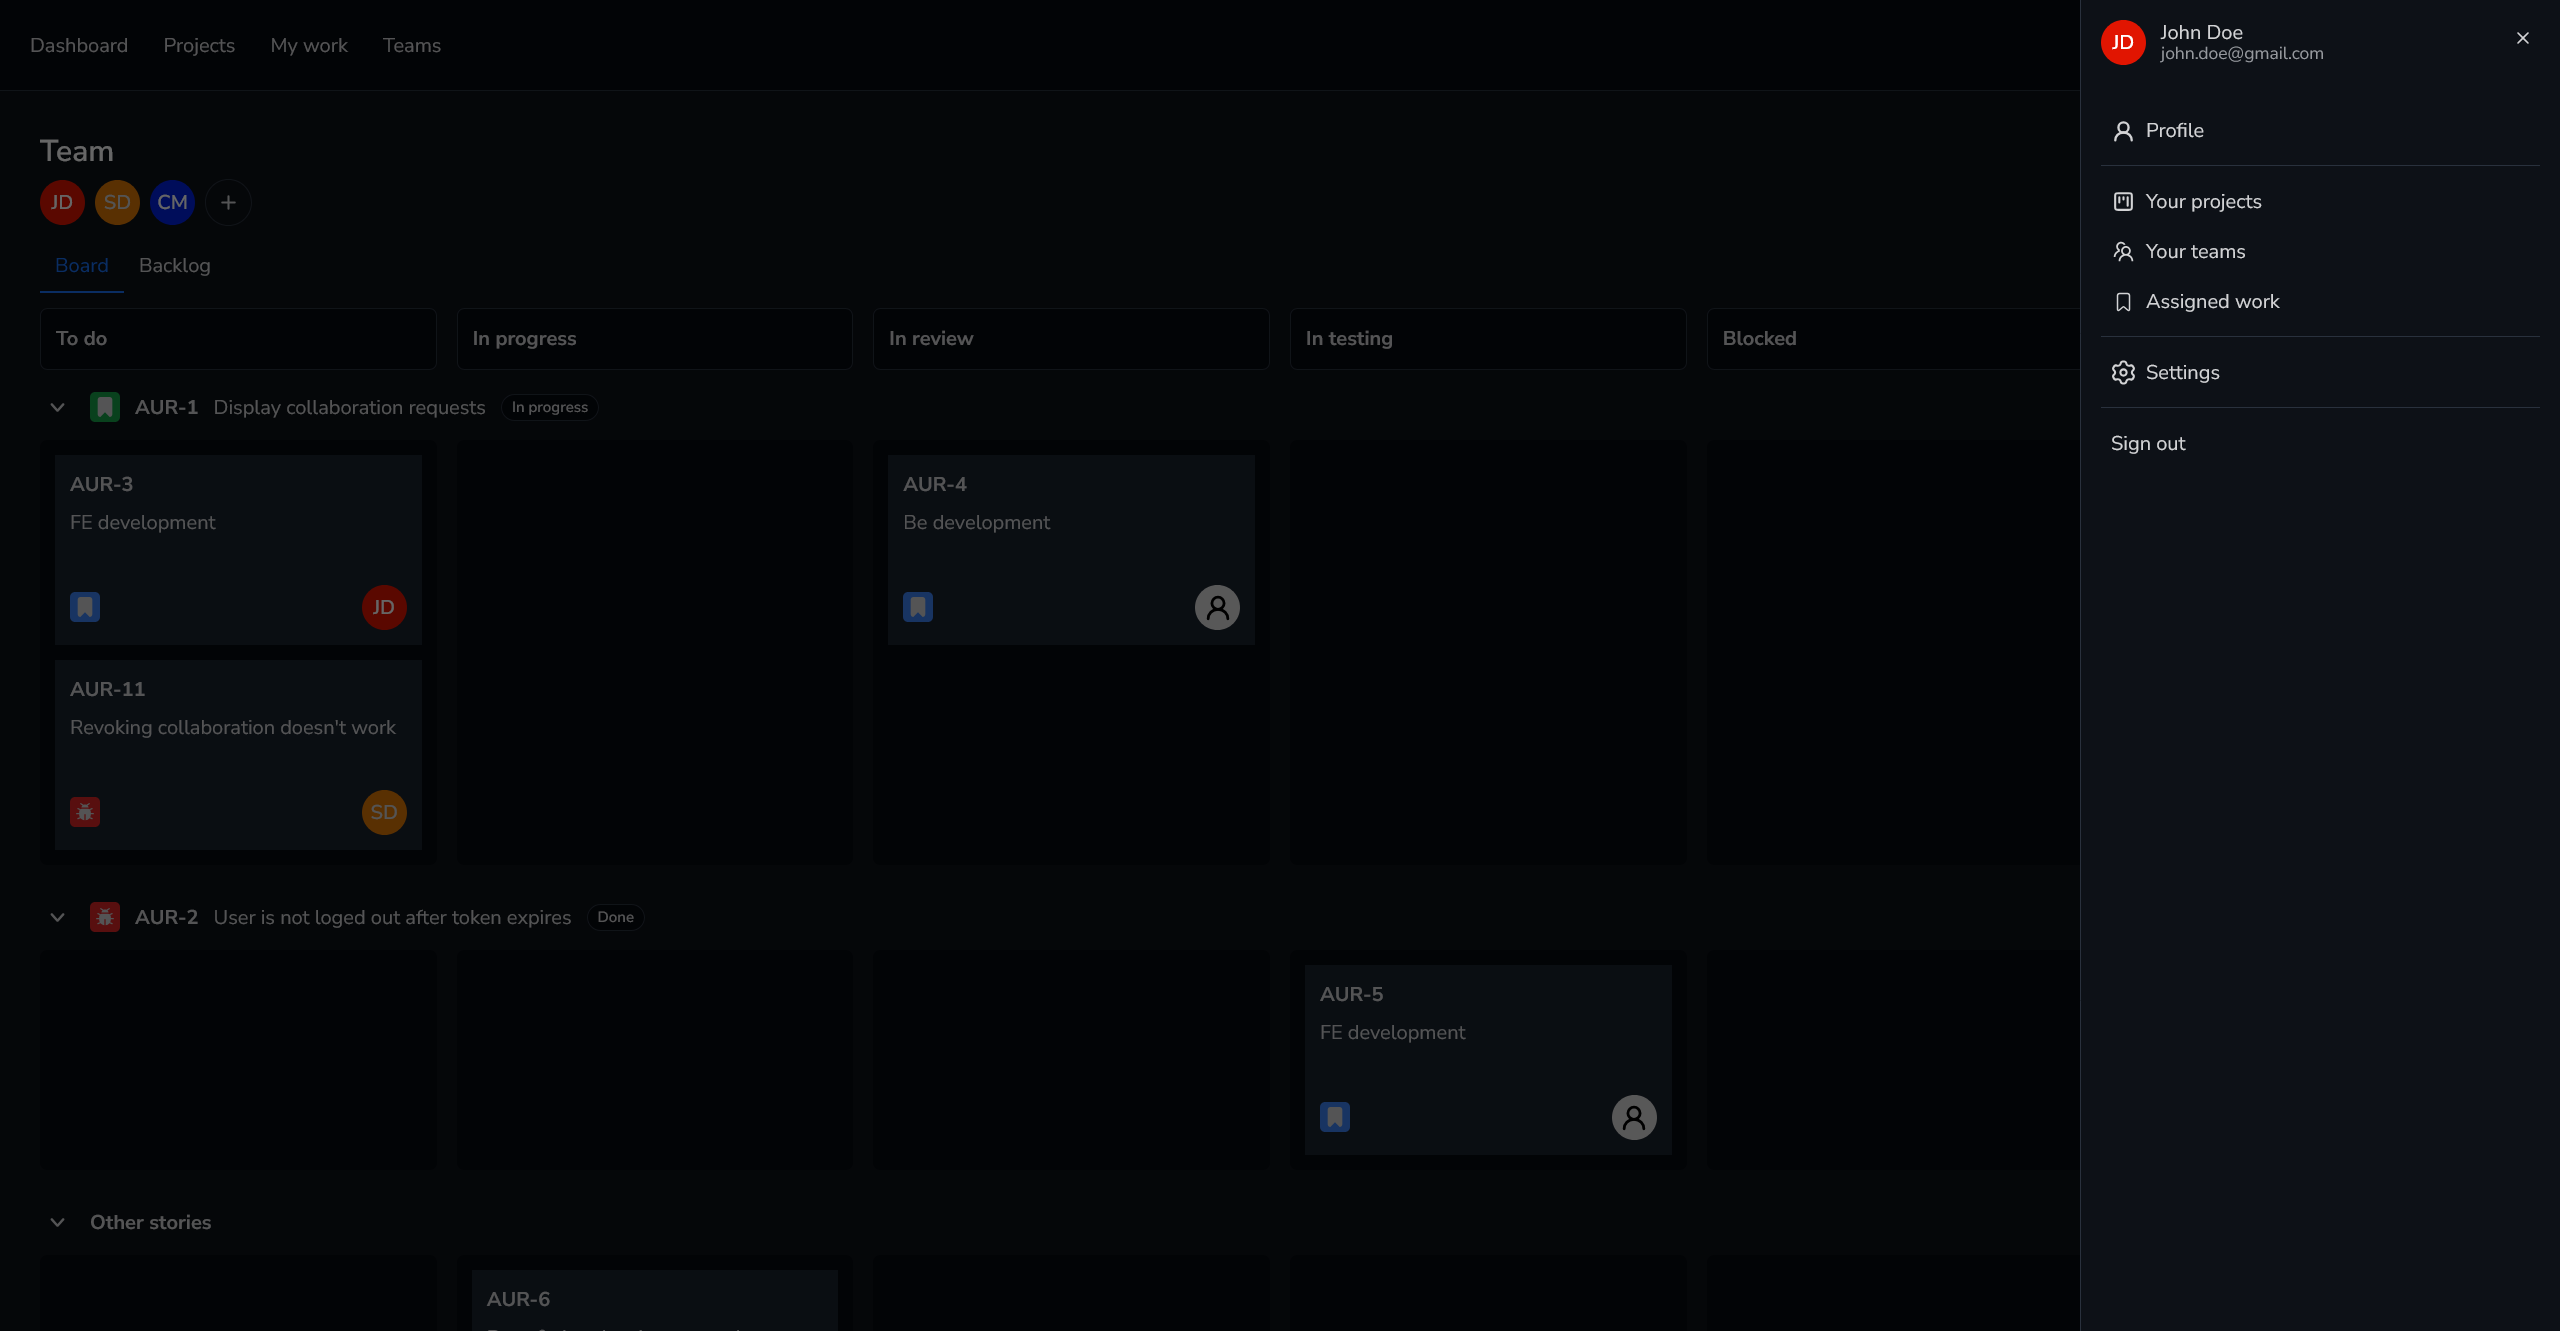 Dashboard Projects My work Teams
Team
JD SD CM
Board Backlog
To do In progress In review In testing Blocked
AUR-1 Display collaboration requests In progress
AUR-3
FE development
JD
AUR-11
Revoking collaboration doesn't work
SD
AUR-4
Be development
AUR-2 User is not loged out after token expires Done
AUR-5
FE development
Other stories
AUR-6
JD John Doe
john.doe@gmail.com
Profile
Your projects
Your teams
Assigned work
Settings
Sign out